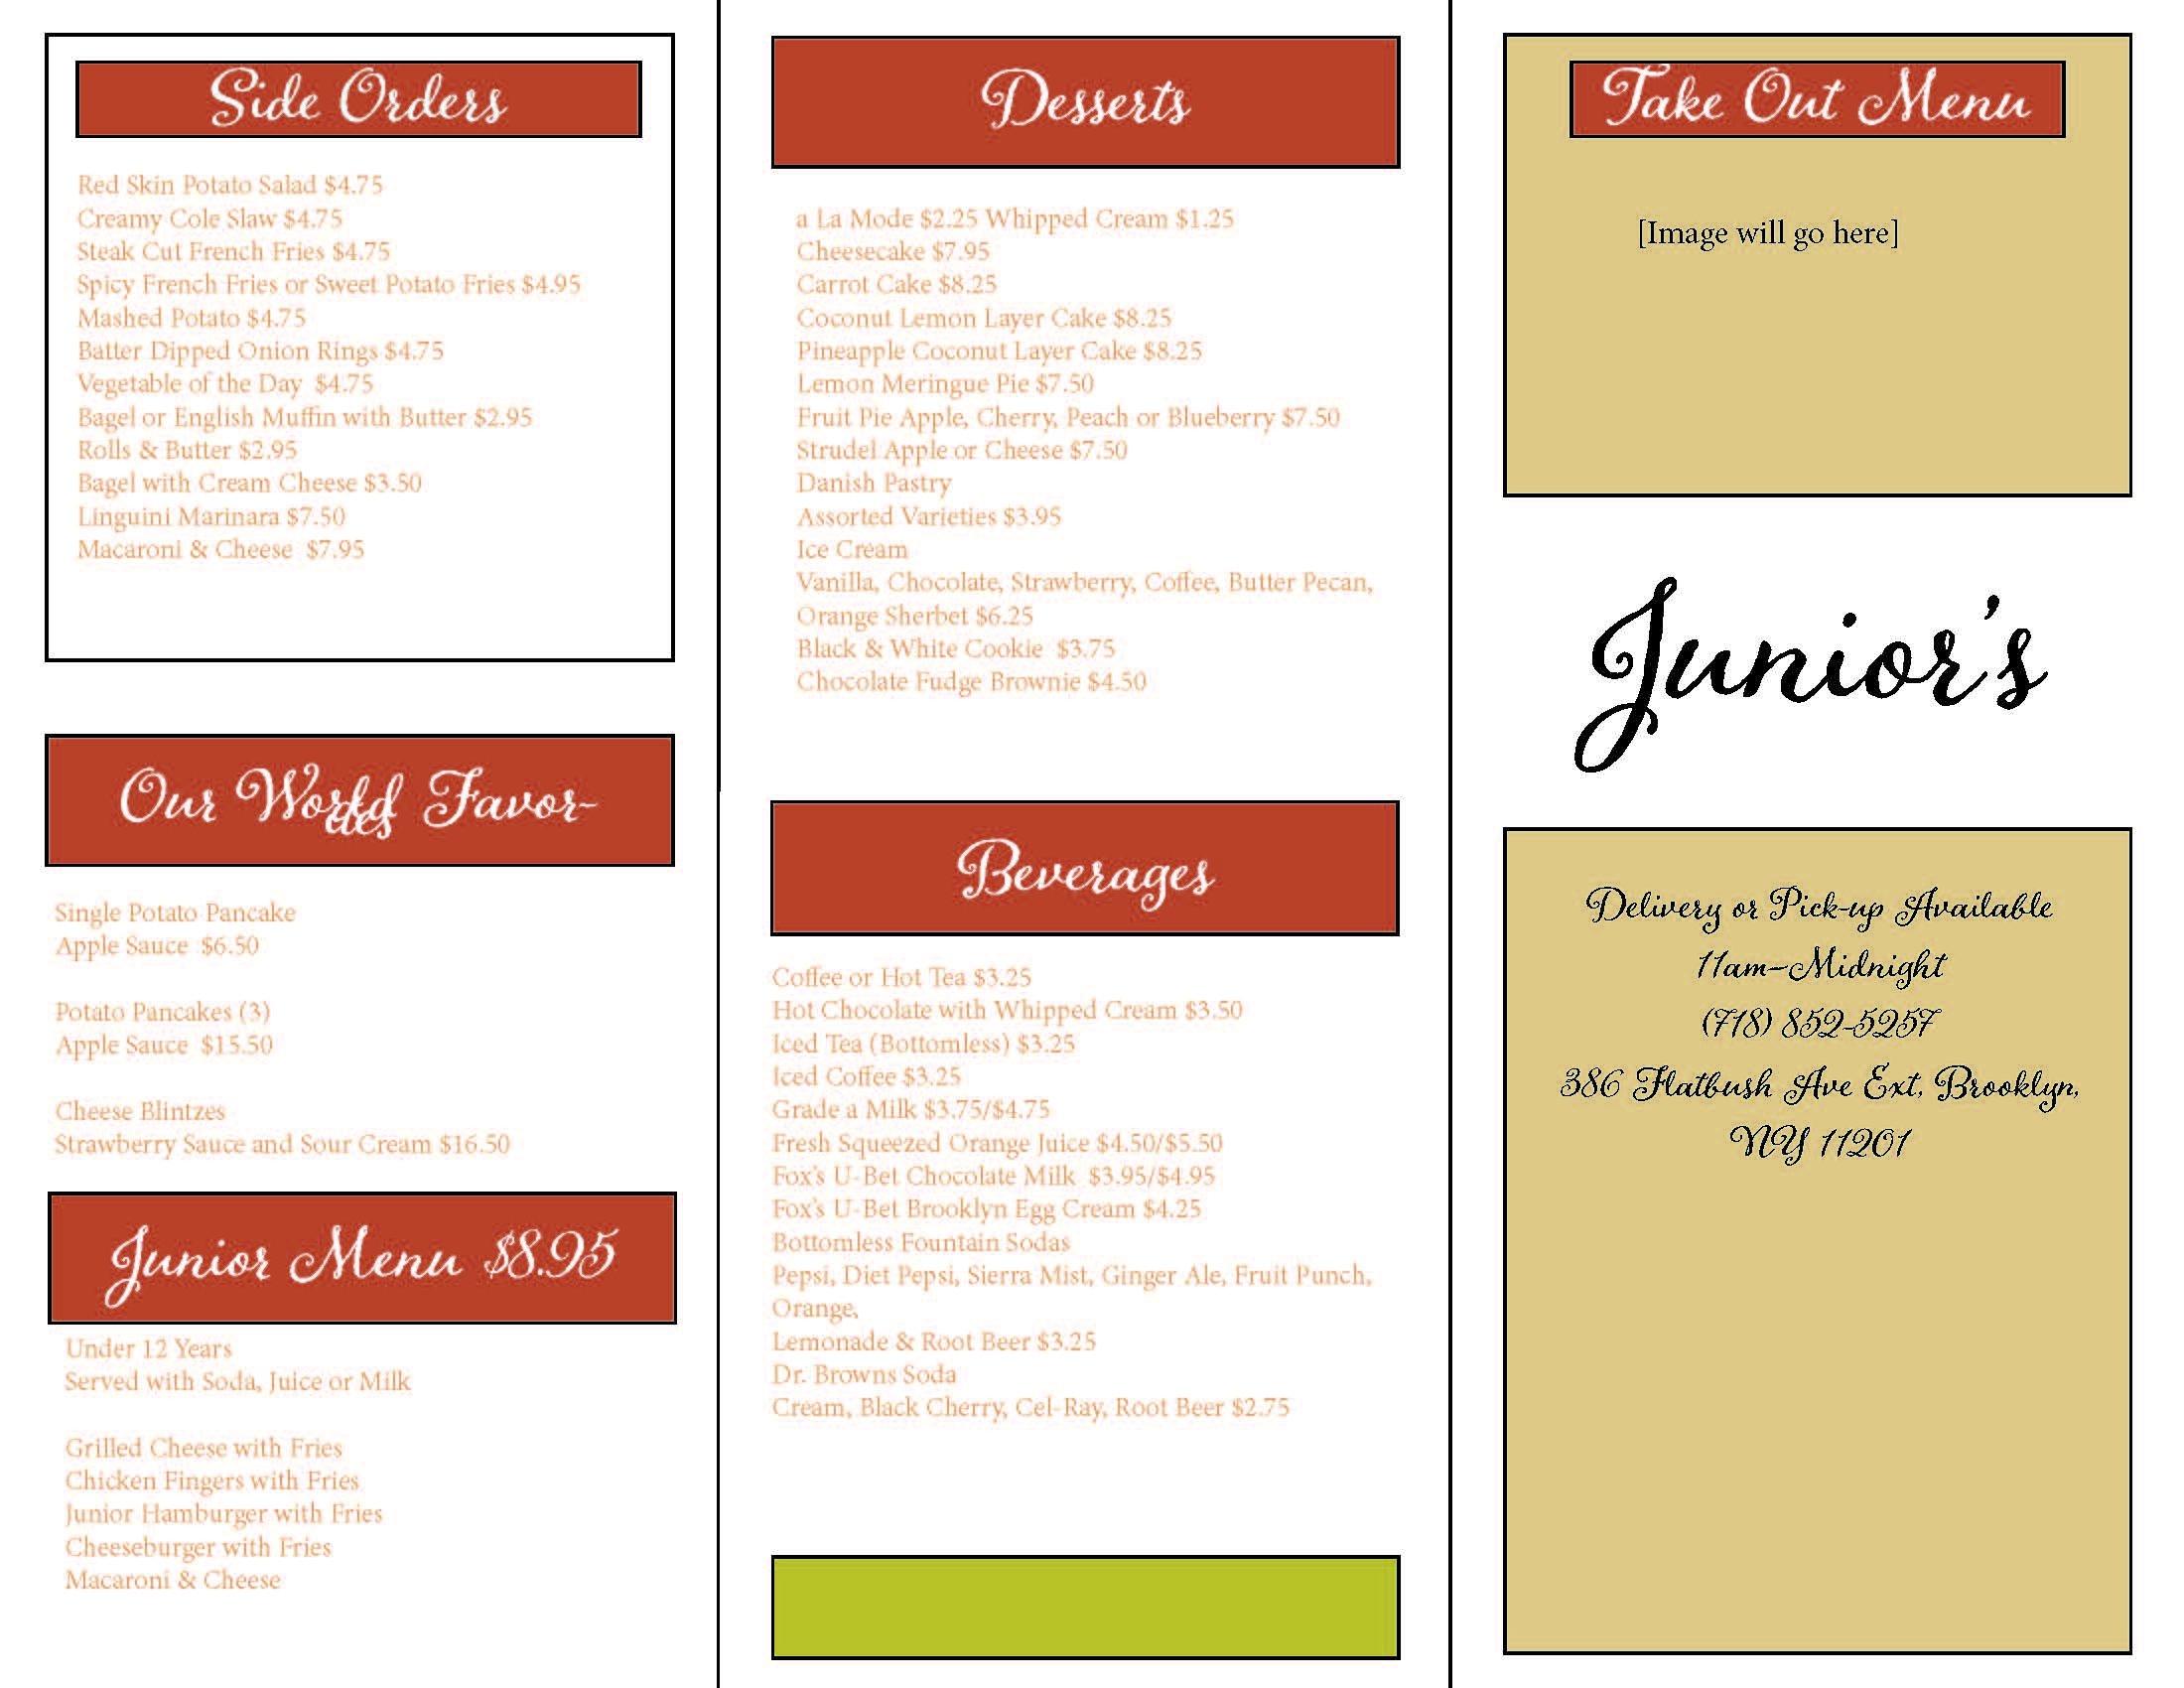 Side Orders
Red Skin Potato Salad $4.75
Creamy Cole Slaw $4.75
Steak Cut French Fries $4.75
Spicy French Fries or Sweet Potato Fries $4.95
Mashed Potato $4.75
Batter Dipped Onion Rings $4.75
Vegetable of the Day $4.75
Bagel or English Muffin with Butter $2.95
Rolls & Butter $2.95
Bagel with Cream Cheese $3.50
Linguini Marinara $7.50
Macaroni & Cheese $7.95
Our World Favor-
ites
Single Potato Pancake
Apple Sauce $6.50
Potato Pancakes (3)
Apple Sauce $15.50
Cheese Blintzes
Strawberry Sauce and Sour Cream $16.50
Junior Menu $8.95
Under 12 Years
Served with Soda, Juice or Milk
Grilled Cheese with Fries
Chicken Fingers with Fries
Junior Hamburger with Fries
Cheeseburger with Fries
Macaroni & Cheese
Desserts
a La Mode $2.25 Whipped Cream $1.25
Cheesecake $7.95
Carrot Cake $8.25
Coconut Lemon Layer Cake $8.25
Pineapple Coconut Layer Cake $8.25
Lemon Meringue Pie $7.50
Fruit Pie Apple, Cherry, Peach or Blueberry $7.50
Strudel Apple or Cheese $7.50
Danish Pastry
Assorted Varieties $3.95
Ice Cream
Vanilla, Chocolate, Strawberry, Coffee, Butter Pecan,
Orange Sherbet $6.25
Black & White Cookie $3.75
Chocolate Fudge Brownie $4.50
Beverages
Coffee or Hot Tea $3.25
Hot Chocolate with Whipped Cream $3.50
Iced Tea (Bottomless) $3.25
Iced Coffee $3.25
Grade a Milk $3.75/$4.75
Fresh Squeezed Orange Juice $4.50/$5.50
Fox's U-Bet Chocolate Milk $3.95/$4.95
Fox's U-Bet Brooklyn Egg Cream $4.25
Bottomless Fountain Sodas
Pepsi, Diet Pepsi, Sierra Mist, Ginger Ale, Fruit Punch,
Orange,
Lemonade & Root Beer $3.25
Dr. Browns Soda
Cream, Black Cherry, Cel-Ray, Root Beer $2.75
Take Out Menu
[Image will go here]
Junior's
Delivery or Pick-up Available
11am–Midnight
(718) 852-5257
386 Flatbush Ave Ext, Brooklyn,
NY 11201